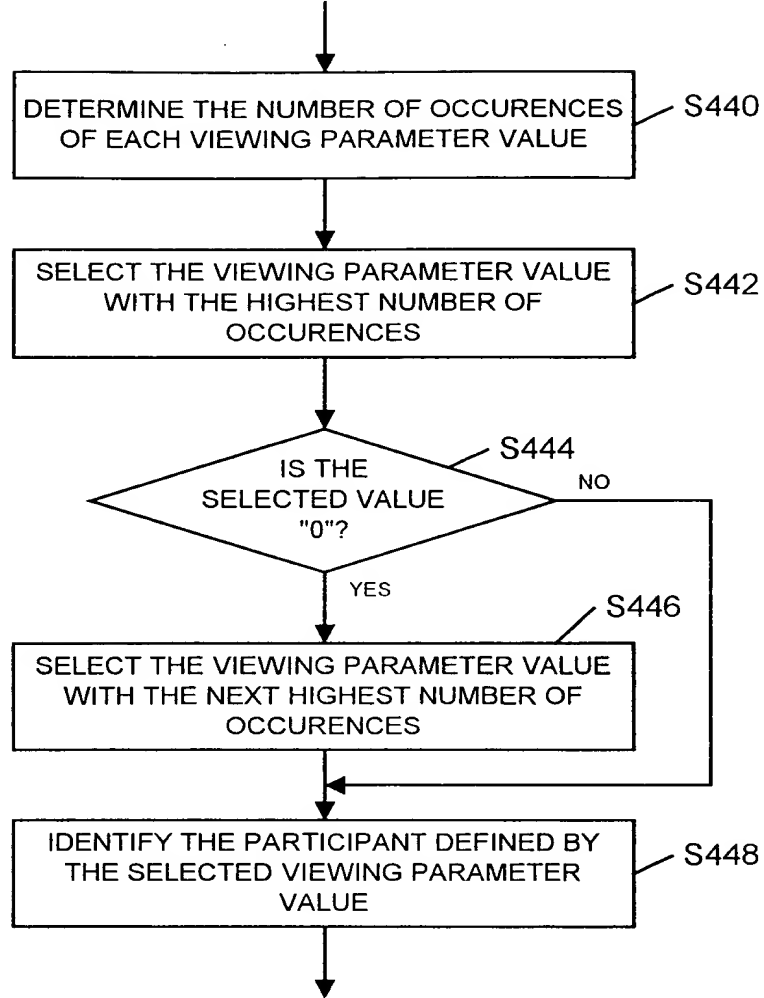 DETERMINE THE NUMBER OF OCCURENCES
OF EACH VIEWING PARAMETER VALUE
S440
SELECT THE VIEWING PARAMETER VALUE
WITH THE HIGHEST NUMBER OF
OCCURENCES
S442
IS THE
SELECTED VALUE
"0"?
S444
NO
YES
S446
SELECT THE VIEWING PARAMETER VALUE
WITH THE NEXT HIGHEST NUMBER OF
OCCURENCES
IDENTIFY THE PARTICIPANT DEFINED BY
THE SELECTED VIEWING PARAMETER
VALUE
S448